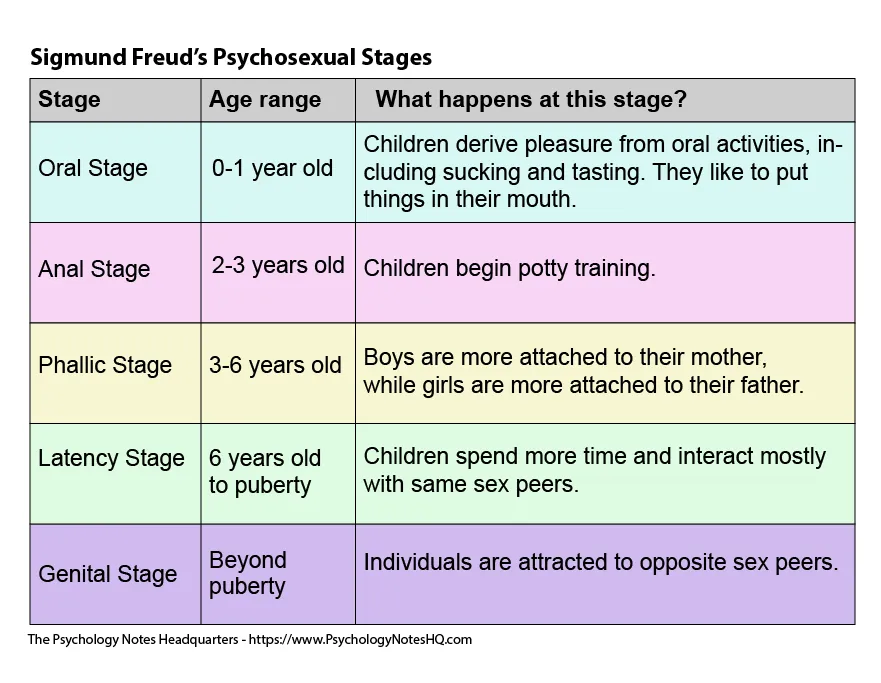 Sigmund Freud’s Psychosexual Stages
Stage
Age range
What happens at this stage?
Oral Stage
0-1 year old
Children derive pleasure from oral activities, in-
cluding sucking and tasting. They like to put
things in their mouth.
Anal Stage
2-3 years old
Children begin potty training.
Phallic Stage
3-6 years old
Boys are more attached to their mother,
while girls are more attached to their father.
Latency Stage
6 years old
to puberty
Children spend more time and interact mostly
with same sex peers.
Genital Stage
Beyond
puberty
Individuals are attracted to opposite sex peers.
The Psychology Notes Headquarters - https://www.PsychologyNotesHQ.com